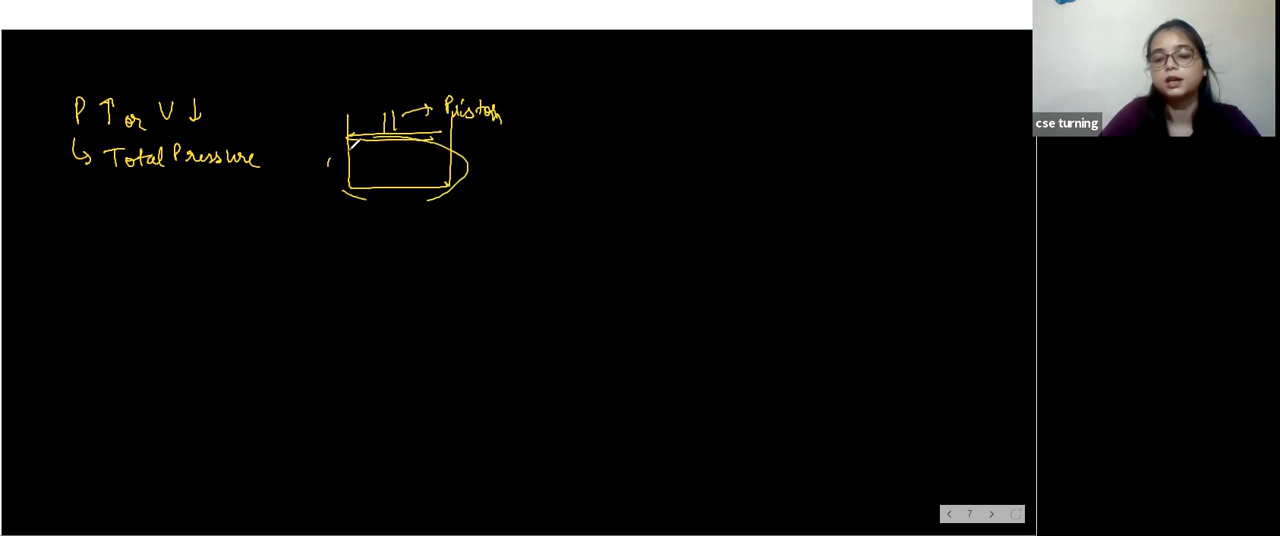 P ↑ or V ↓
↳ Total Pressure
→ Piston
cse turning
7